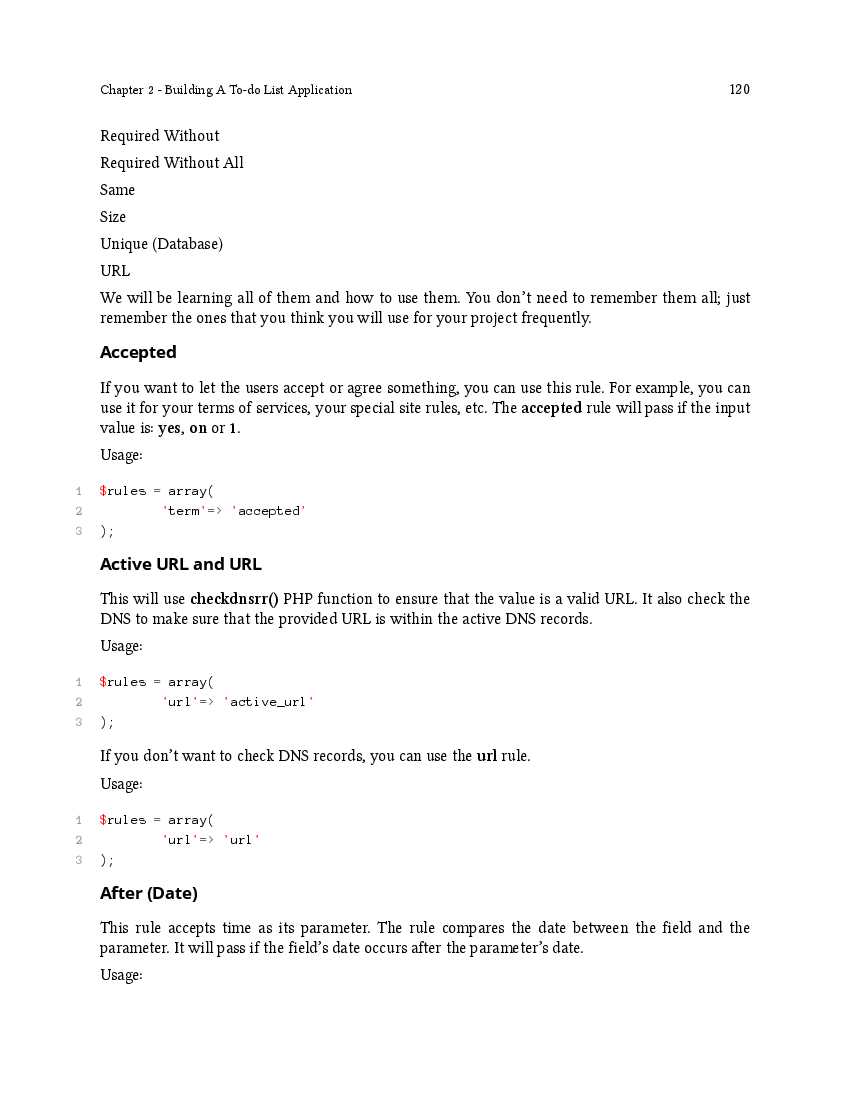 Chapter 2 - Building A To-do List Application 120
Required Without
Required Without All
Same
Size
Unique (Database)
URL
We will be learning all of them and how to use them. You don’t need to remember them all; just
remember the ones that you think you will use for your project frequently.
Accepted
If you want to let the users accept or agree something, you can use this rule. For example, you can
use it for your terms of services, your special site rules, etc. The accepted rule will pass if the input
value is: yes, on or 1.
Usage:
1 $rules = array(
2 'term'=> 'accepted'
3 );
Active URL and URL
This will use checkdnsrr() PHP function to ensure that the value is a valid URL. It also check the
DNS to make sure that the provided URL is within the active DNS records.
Usage:
1 $rules = array(
2 'url'=> 'active_url'
3 );
If you don’t want to check DNS records, you can use the url rule.
Usage:
1 $rules = array(
2 'url'=> 'url'
3 );
After (Date)
This rule accepts time as its parameter. The rule compares the date between the field and the
parameter. It will pass if the field’s date occurs after the parameter’s date.
Usage: